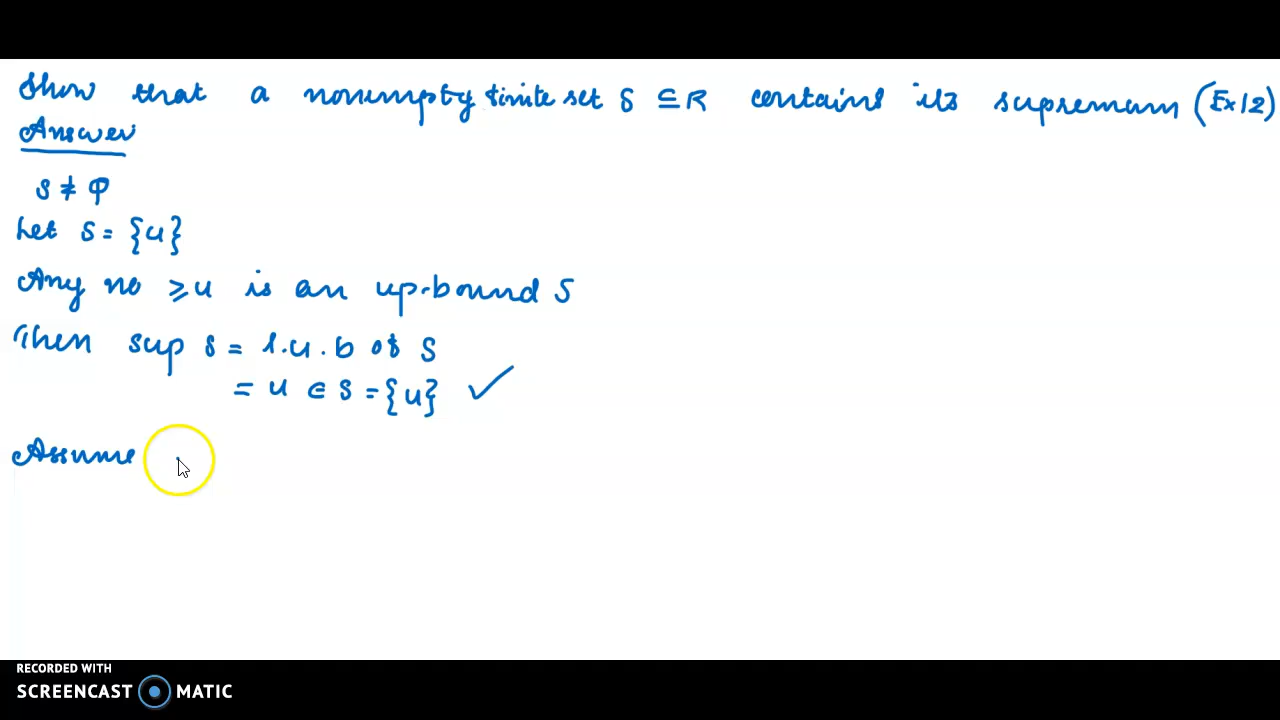 Show that a nonempty finite set S ⊆ R contains its supremum (Ex 12)
Answer
S ≠ φ
Let S = {u}
Any no ≥ u is an up.bound S
Then sup S = l.u.b of S
= u ∈ S = {u} ✓
Assume
RECORDED WITH
SCREENCAST MATIC